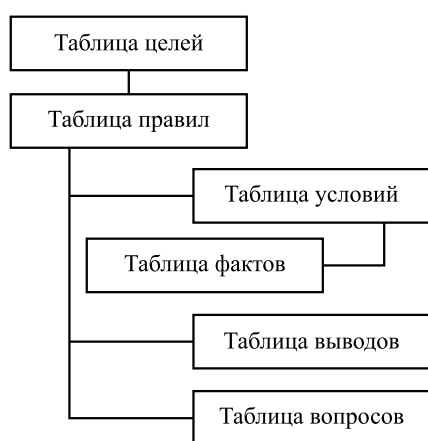 Таблица целей
Таблица правил
Таблица условий
Таблица фактов
Таблица выводов
Таблица вопросов